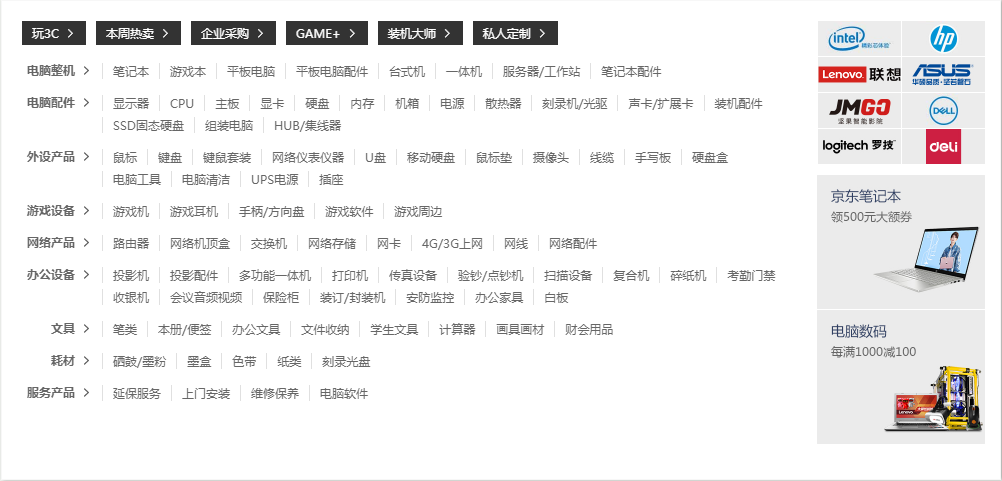 玩3C > 本周热卖 > 企业采购 > GAME+ > 装机大师 > 私人定制 >
电脑整机 > 笔记本 游戏本 平板电脑 平板电脑配件 台式机 一体机 服务器/工作站 笔记本配件
电脑配件 > 显示器 CPU 主板 显卡 硬盘 内存 机箱 电源 散热器 刻录机/光驱 声卡/扩展卡 装机配件
SSD固态硬盘 组装电脑 HUB/集线器
外设产品 > 鼠标 键盘 键鼠套装 网络仪表仪器 U盘 移动硬盘 鼠标垫 摄像头 线缆 手写板 硬盘盒
电脑工具 电脑清洁 UPS电源 插座
游戏设备 > 游戏机 游戏耳机 手柄/方向盘 游戏软件 游戏周边
网络产品 > 路由器 网络机顶盒 交换机 网络存储 网卡 4G/3G上网 网线 网络配件
办公设备 > 投影机 投影配件 多功能一体机 打印机 传真设备 验钞/点钞机 扫描设备 复合机 碎纸机 考勤门禁
收银机 会议音频视频 保险柜 装订/封装机 安防监控 办公家具 白板
文具 > 笔类 本册/便签 办公文具 文件收纳 学生文具 计算器 画具画材 财会用品
耗材 > 硒鼓/墨粉 墨盒 色带 纸类 刻录光盘
服务产品 > 延保服务 上门安装 维修保养 电脑软件
intel 精彩芯体验 hp
Lenovo 联想 ASUS 华硕品质·坚若磐石
JMGO 坚果智能影院 DELL
logitech 罗技 deli
京东笔记本
领500元大额券
电脑数码
每满1000减100
Lenovo